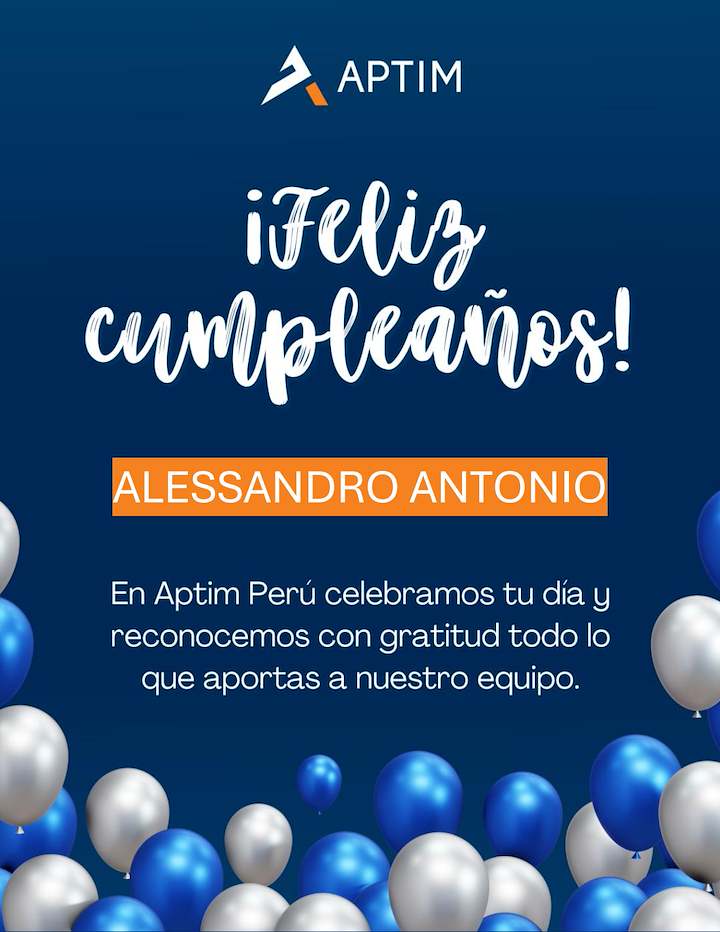 APTIM
¡Feliz
cumpleaños!
ALESSANDRO ANTONIO
En Aptim Perú celebramos tu día y
reconocemos con gratitud todo lo
que aportas a nuestro equipo.